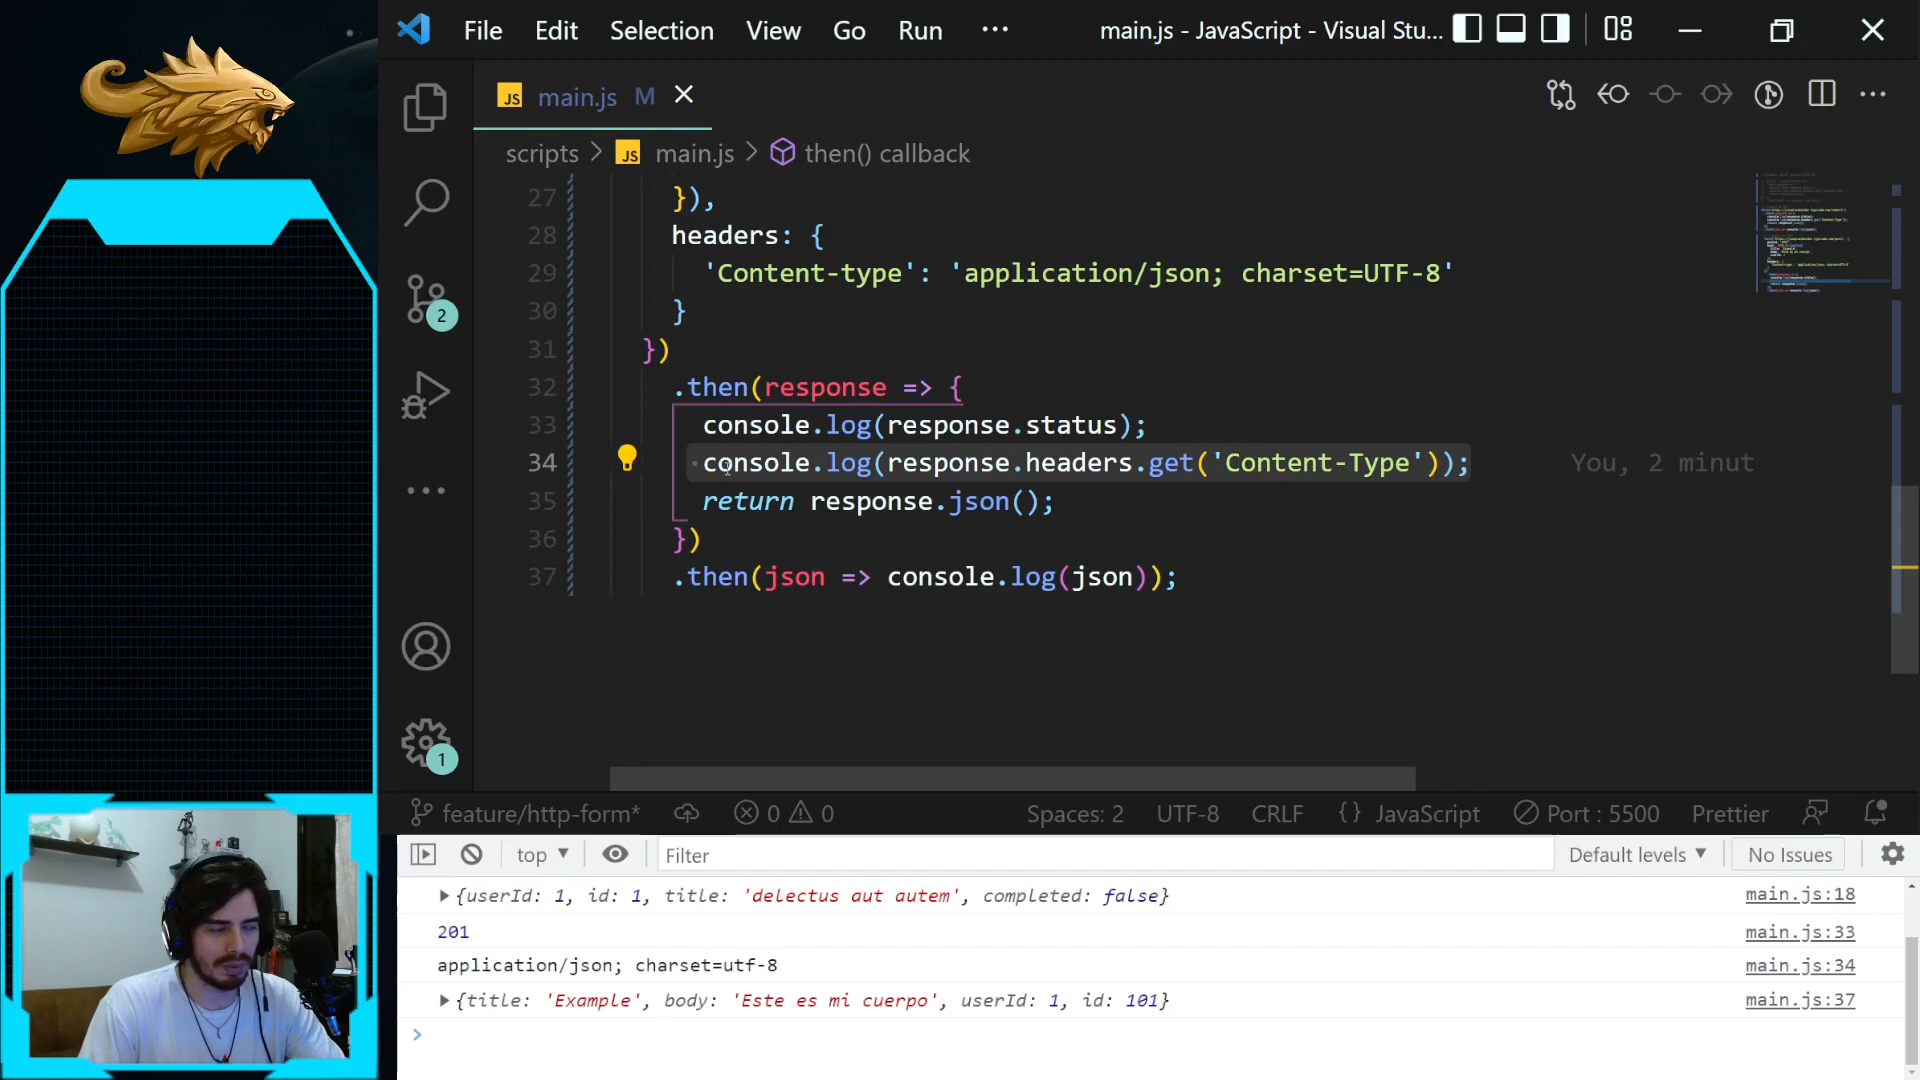 File Edit Selection View Go Run ···
main.js - JavaScript - Visual Stu...
JS main.js M
scripts > JS main.js > then() callback
27 }),
28 headers: {
29 'Content-type': 'application/json; charset=UTF-8'
30 }
31 })
32 .then(response => {
33 console.log(response.status);
34 console.log(response.headers.get('Content-Type')); You, 2 minut
35 return response.json();
36 })
37 .then(json => console.log(json));
2
1
feature/http-form* 0 0 Spaces: 2 UTF-8 CRLF {} JavaScript Port : 5500 Prettier
top Filter Default levels No Issues
{userId: 1, id: 1, title: 'delectus aut autem', completed: false} main.js:18
201 main.js:33
application/json; charset=utf-8 main.js:34
{title: 'Example', body: 'Este es mi cuerpo', userId: 1, id: 101} main.js:37
>